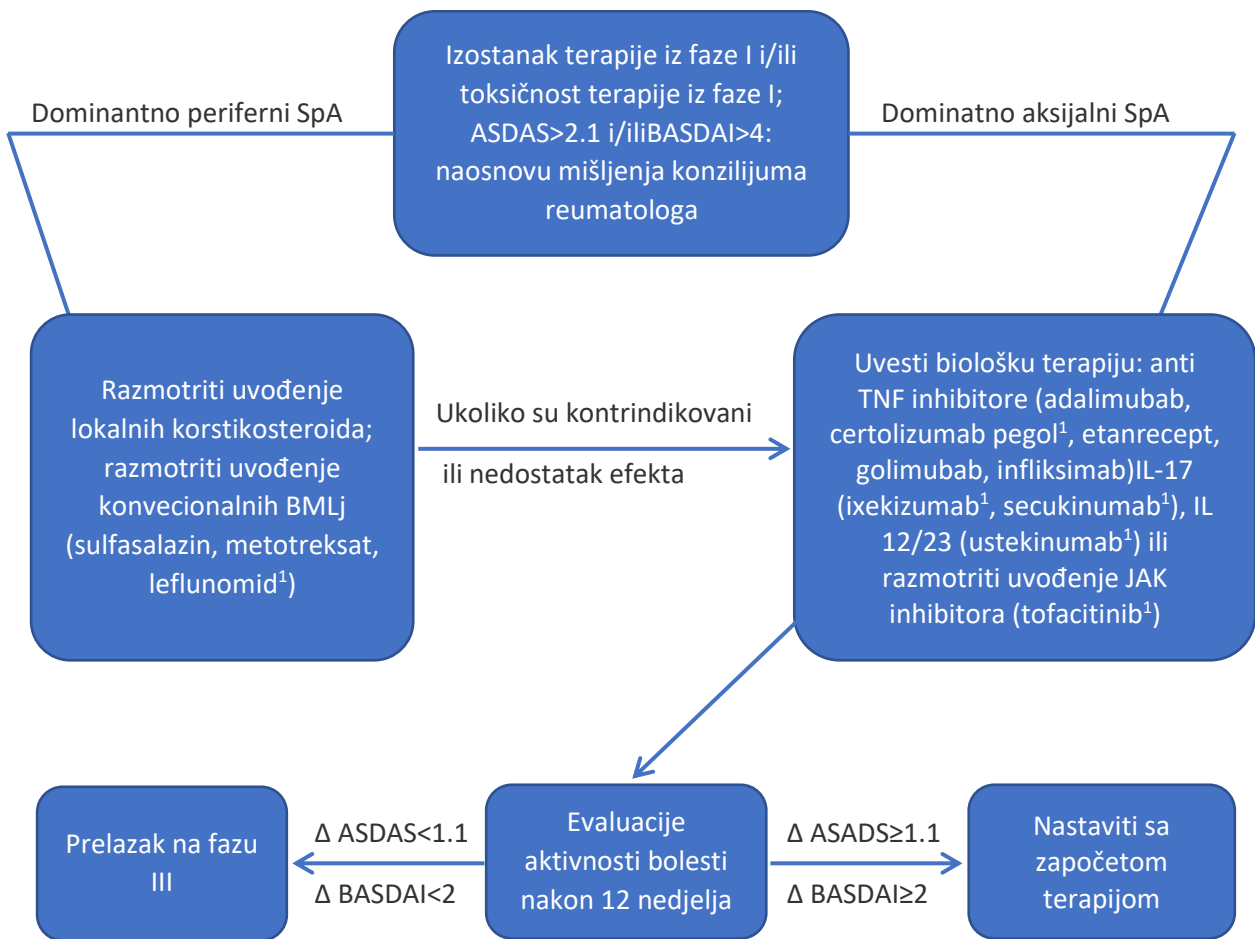 Izostanak terapije iz faze I i/ili
toksičnost terapije iz faze I;
ASDAS>2.1 i/iliBASDAI>4:
naosnovu mišljenja konzilijuma
reumatologa
Dominantno periferni SpA
Dominatno aksijalni SpA
Razmotriti uvođenje
lokalnih korstikosteroida;
razmotriti uvođenje
konvecionalnih BMLj
(sulfasalazin, metotreksat,
leflunomid¹)
Ukoliko su kontrindikovani
ili nedostatak efekta
Uvesti biološku terapiju: anti
TNF inhibitore (adalimubab,
certolizumab pegol¹, etanrecept,
golimubab, infliksimab)IL-17
(ixekizumab¹, secukinumab¹), IL
12/23 (ustekinumab¹) ili
razmotriti uvođenje JAK
inhibitora (tofacitinib¹)
Prelazak na fazu
III
Δ ASDAS<1.1
Δ BASDAI<2
Evaluacije
aktivnosti bolesti
nakon 12 nedjelja
Δ ASADS≥1.1
Δ BASDAI≥2
Nastaviti sa
započetom
terapijom